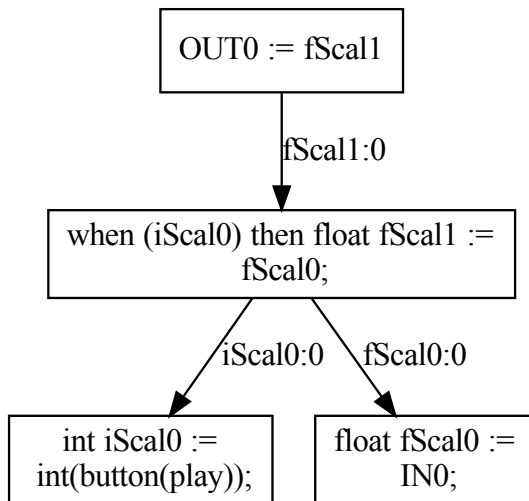 OUT0 := fScal1
fScal1:0
when (iScal0) then float fScal1 :=
fScal0;
iScal0:0
fScal0:0
int iScal0 :=
int(button(play));
float fScal0 :=
IN0;